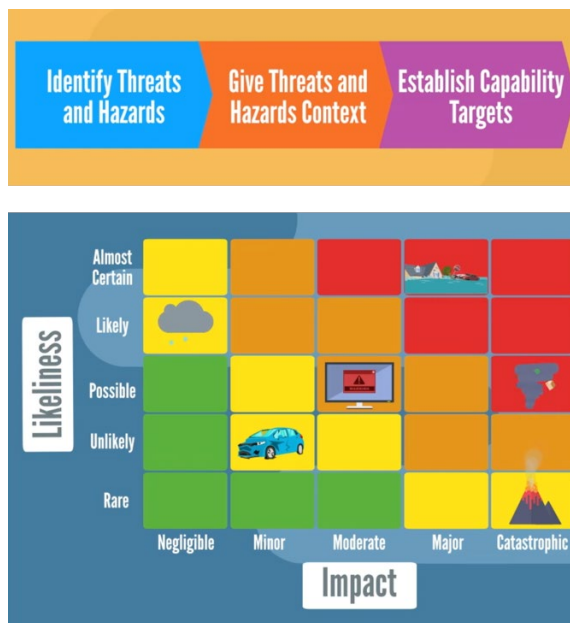 Identify Threats
and Hazards
Give Threats and
Hazards Context
Establish Capability
Targets
Almost
Certain
Likely
Possible
Unlikely
Rare
Likeliness
Negligible
Minor
Moderate
Major
Catastrophic
Impact